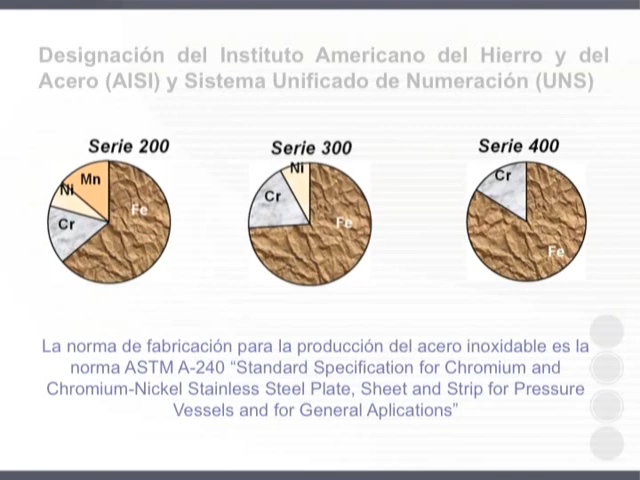 Designación del Instituto Americano del Hierro y del
Acero (AISI) y Sistema Unificado de Numeración (UNS)
Serie 200
Mn
Ni
Fe
Cr
Serie 300
Ni
Cr
Fe
Serie 400
Cr
Fe
La norma de fabricación para la producción del acero inoxidable es la
norma ASTM A-240 “Standard Specification for Chromium and
Chromium-Nickel Stainless Steel Plate, Sheet and Strip for Pressure
Vessels and for General Aplications”